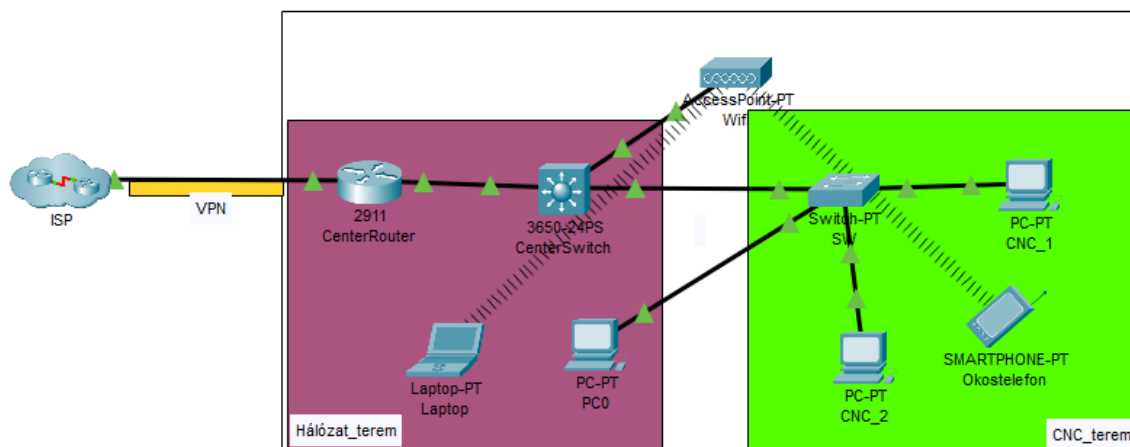 AccessPoint-PT
Wifi
ISP
VPN
2911
CenterRouter
3650-24PS
CenterSwitch
Switch-PT
SW
PC-PT
CNC_1
Laptop-PT
Laptop
PC-PT
PC0
PC-PT
CNC_2
SMARTPHONE-PT
Okostelefon
Hálózat_terem
CNC_terem